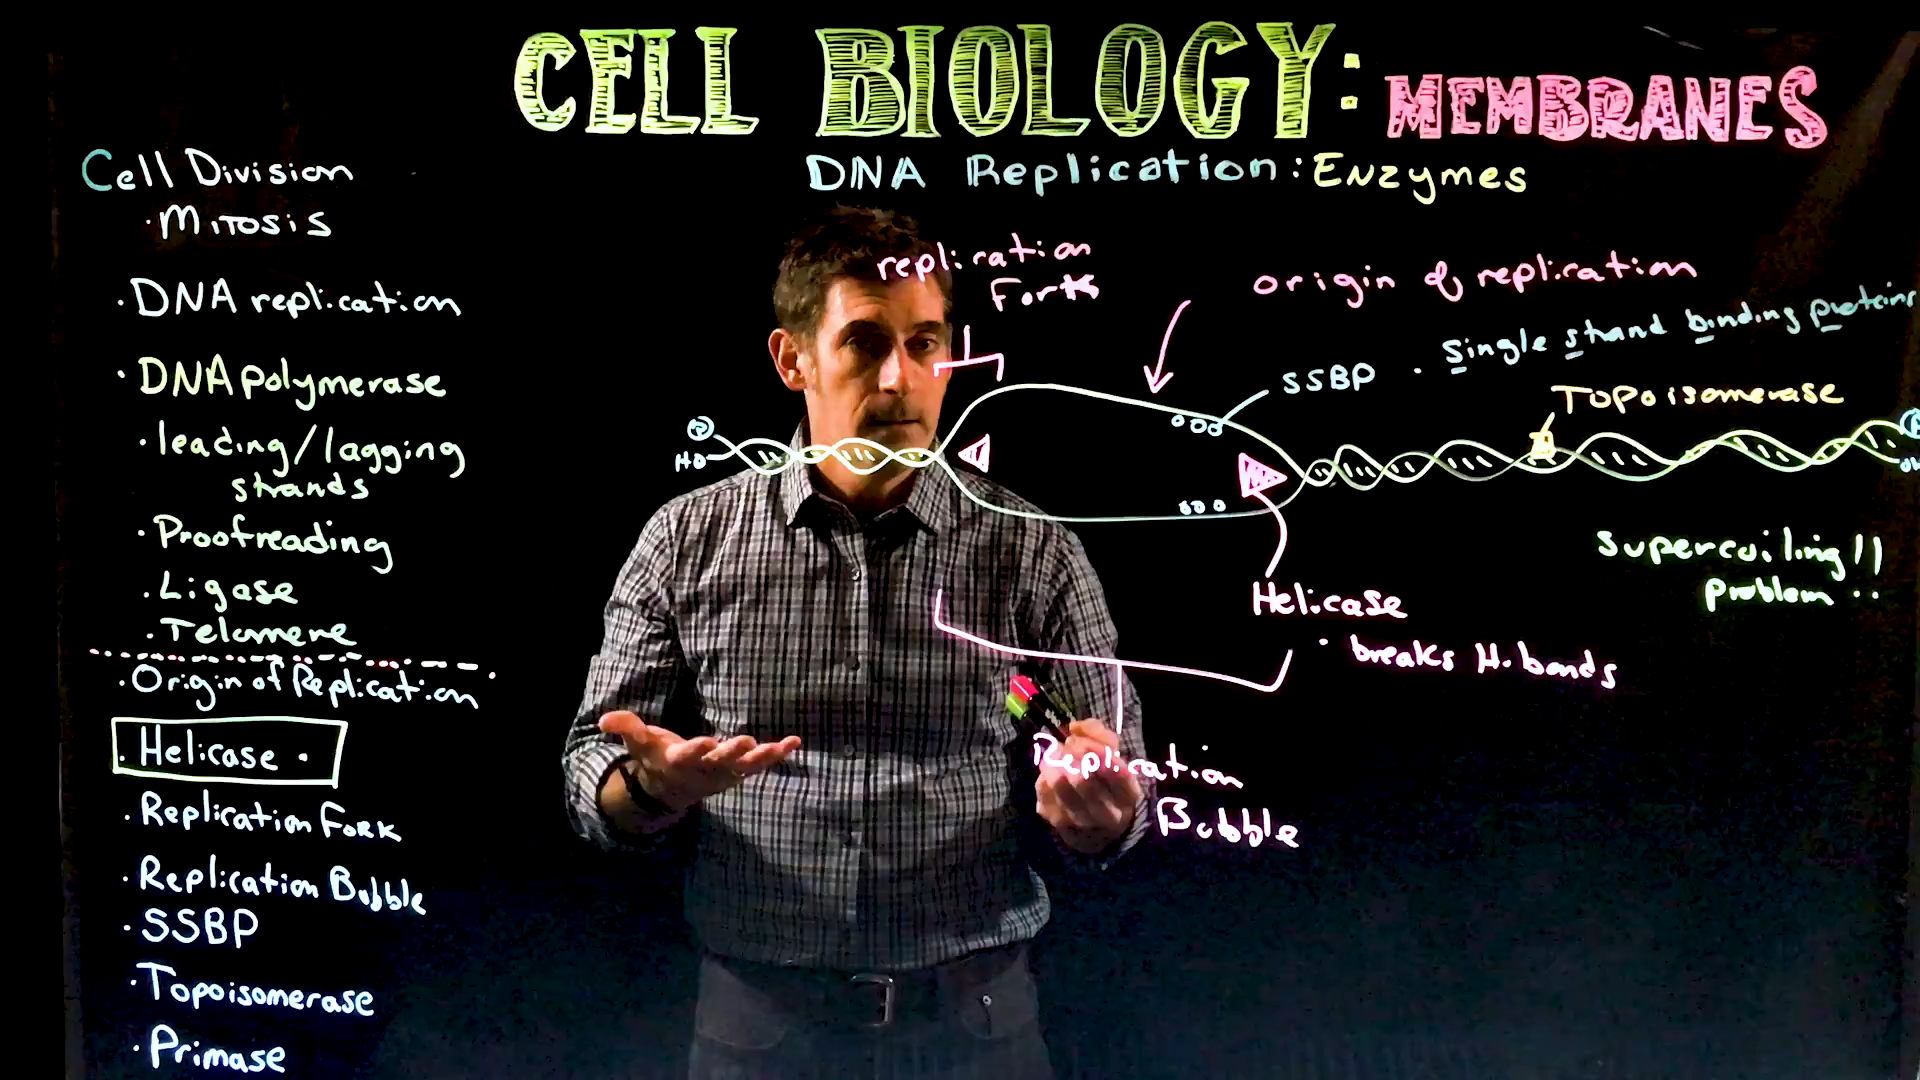 CELL BIOLOGY: MEMBRANES
DNA Replication: Enzymes
Cell Division
· Mitosis
· DNA replication
· DNA polymerase
· leading/lagging
strands
· Proofreading
· Ligase
· Telomere
· Origin of Replication
· Helicase ·
· Replication Fork
· Replication Bubble
· SSBP
· Topoisomerase
· Primase
replication
Fork
origin of replication
SSBP · Single strand binding proteins
Topoisomerase
P
HO
P
OH
supercoiling!!
problem ··
Helicase
· breaks H-bonds
Replication
Bubble